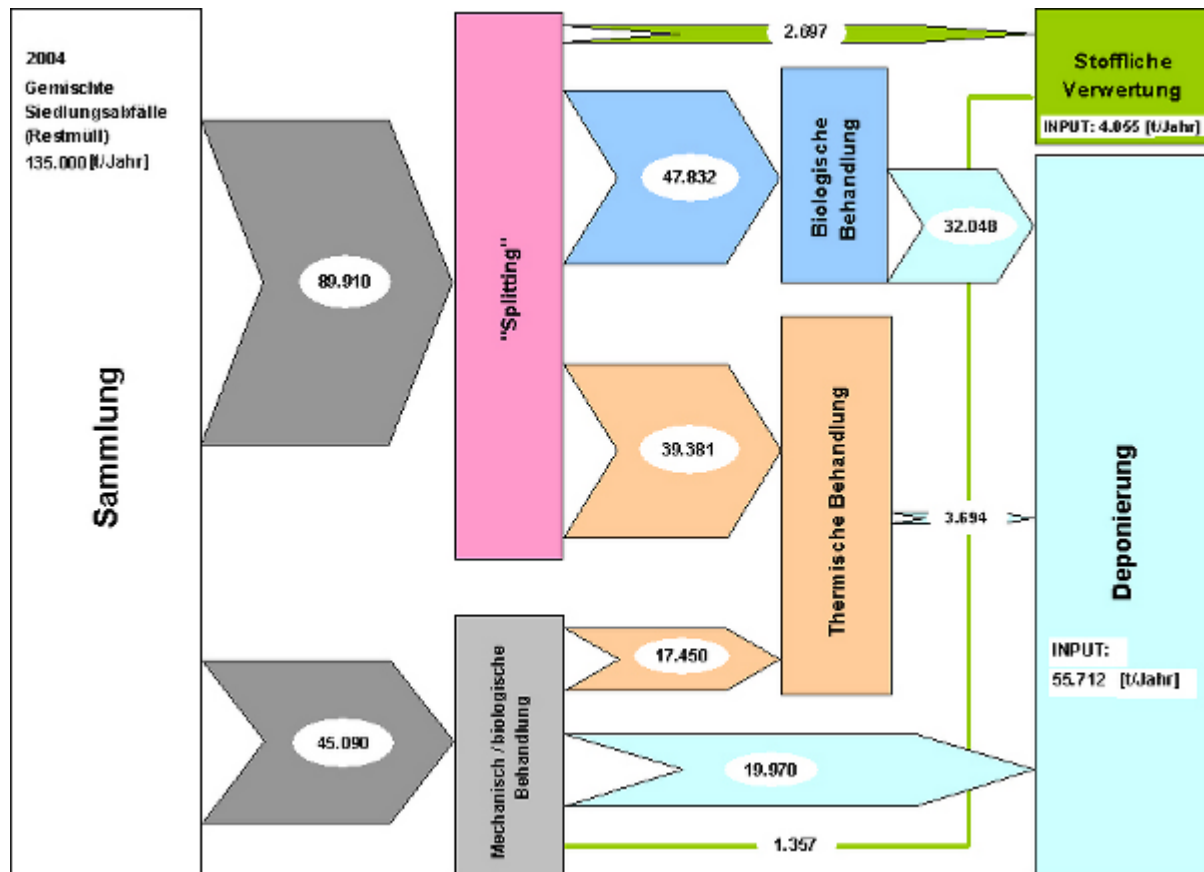 2004
Gemischte
Siedlungsabfälle
(Restmüll)
135.000 [t/Jahr]
Sammlung
89.910
45.090
"Splitting"
Mechanisch / biologische
Behandlung
2.697
47.832
39.381
17.450
19.970
1.357
Biologische
Behandlung
Thermische Behandlung
32.048
3.694
Stoffliche
Verwertung
INPUT: 4.055 [t/Jahr]
Deponierung
INPUT:
55.712 [t/Jahr]